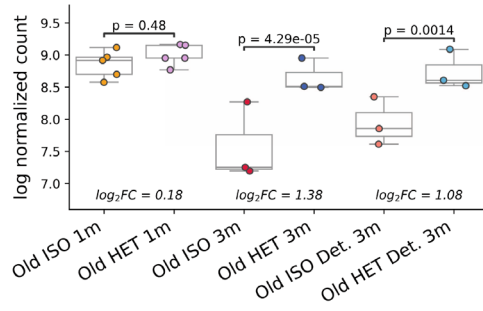 p = 0.48
p = 4.29e-05
p = 0.0014
log normalized count
9.5
9.0
8.5
8.0
7.5
7.0
log₂FC = 0.18
log₂FC = 1.38
log₂FC = 1.08
Old ISO 1m
Old HET 1m
Old ISO 3m
Old HET 3m
Old ISO Det. 3m
Old HET Det. 3m